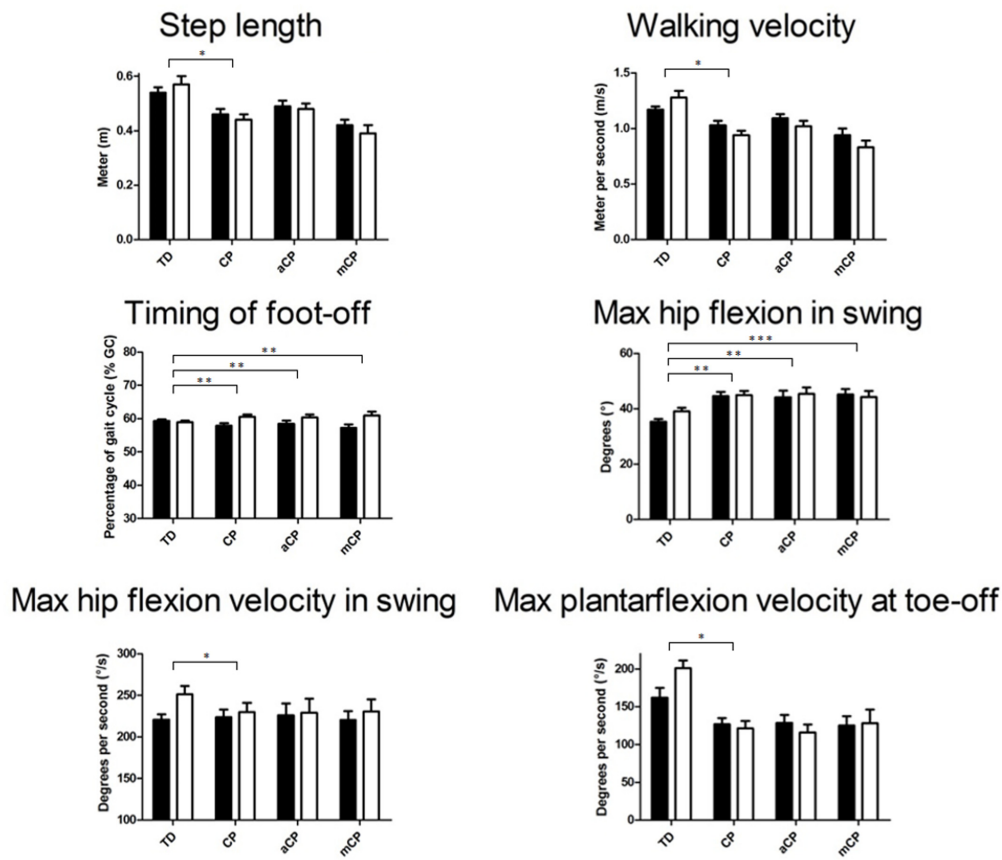 Step length
*
Meter (m)
0.6
0.4
0.2
0.0
TD
CP
aCP
mCP
Walking velocity
*
Meter per second (m/s)
1.5
1.0
0.5
0.0
TD
CP
aCP
mCP
Timing of foot-off
**
**
**
Percentage of gait cycle (% GC)
80
70
60
50
40
30
TD
CP
aCP
mCP
Max hip flexion in swing
***
**
**
Degrees (°)
60
40
20
0
TD
CP
aCP
mCP
Max hip flexion velocity in swing
*
Degrees per second (°/s)
300
250
200
150
100
TD
CP
aCP
mCP
Max plantarflexion velocity at toe-off
*
Degrees per second (°/s)
200
150
100
50
0
TD
CP
aCP
mCP